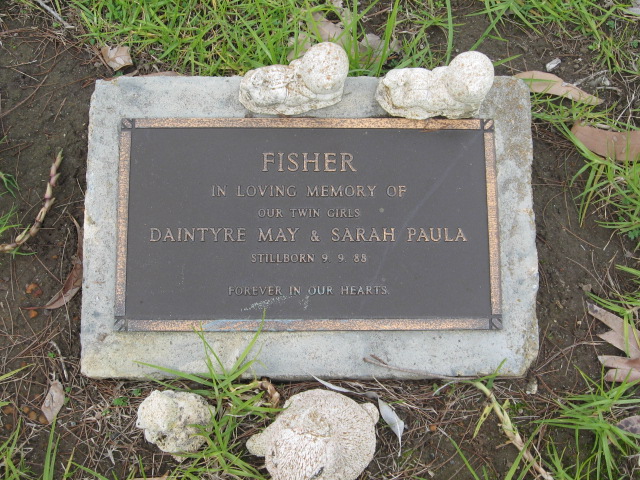 FISHER
IN LOVING MEMORY OF
OUR TWIN GIRLS
DAINTYRE MAY & SARAH PAULA
STILLBORN 9 9 88
FOREVER IN OUR HEARTS.